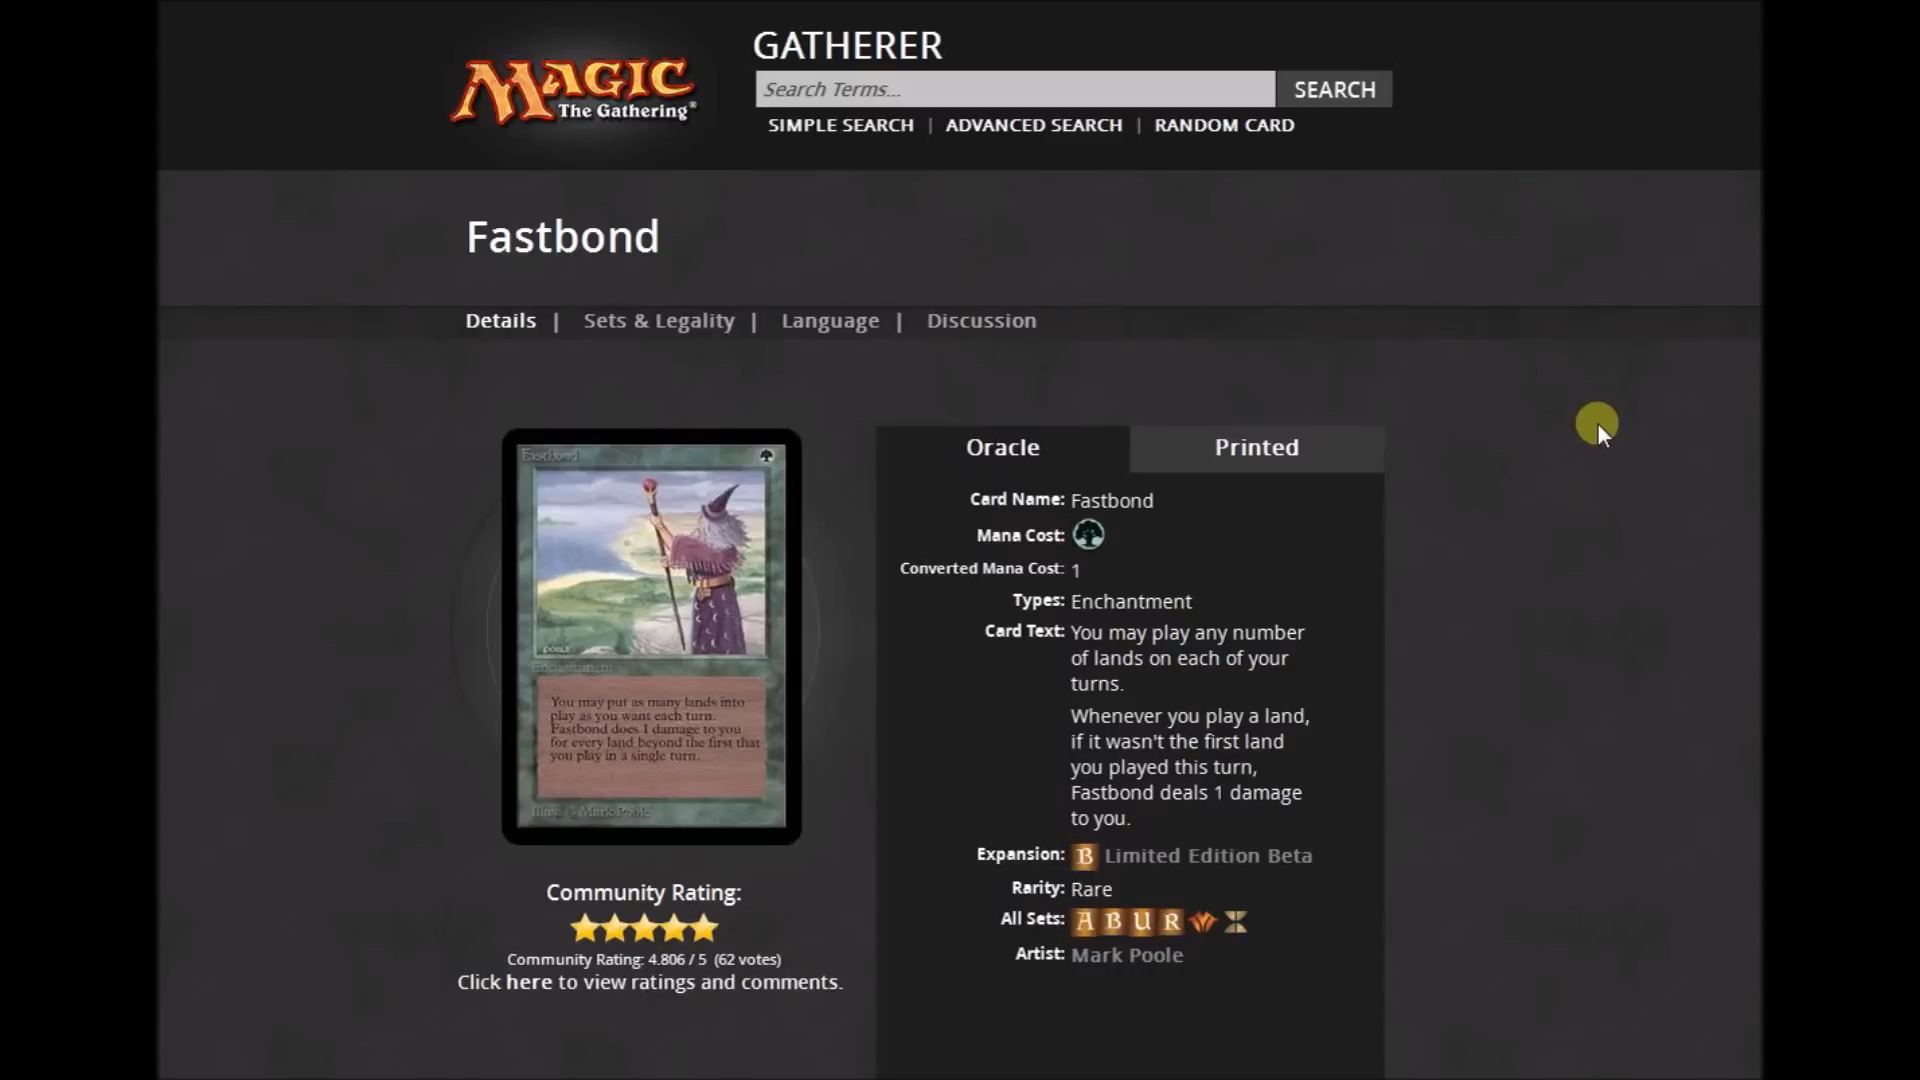 MAGIC
The Gathering®
GATHERER
Search Terms...
SEARCH
SIMPLE SEARCH | ADVANCED SEARCH | RANDOM CARD
Fastbond
Details | Sets & Legality | Language | Discussion
Fastbond
POOLE
Enchantment
You may put as many lands into
play as you want each turn.
Fastbond does 1 damage to you
for every land beyond the first that
you play in a single turn.
Illus. © Mark Poole
Community Rating:
Community Rating: 4.806 / 5 (62 votes)
Click here to view ratings and comments.
Oracle
Printed
Card Name: Fastbond
Mana Cost:
Converted Mana Cost: 1
Types: Enchantment
Card Text: You may play any number
of lands on each of your
turns.
Whenever you play a land,
if it wasn't the first land
you played this turn,
Fastbond deals 1 damage
to you.
Expansion: B Limited Edition Beta
Rarity: Rare
All Sets: A B U R
Artist: Mark Poole